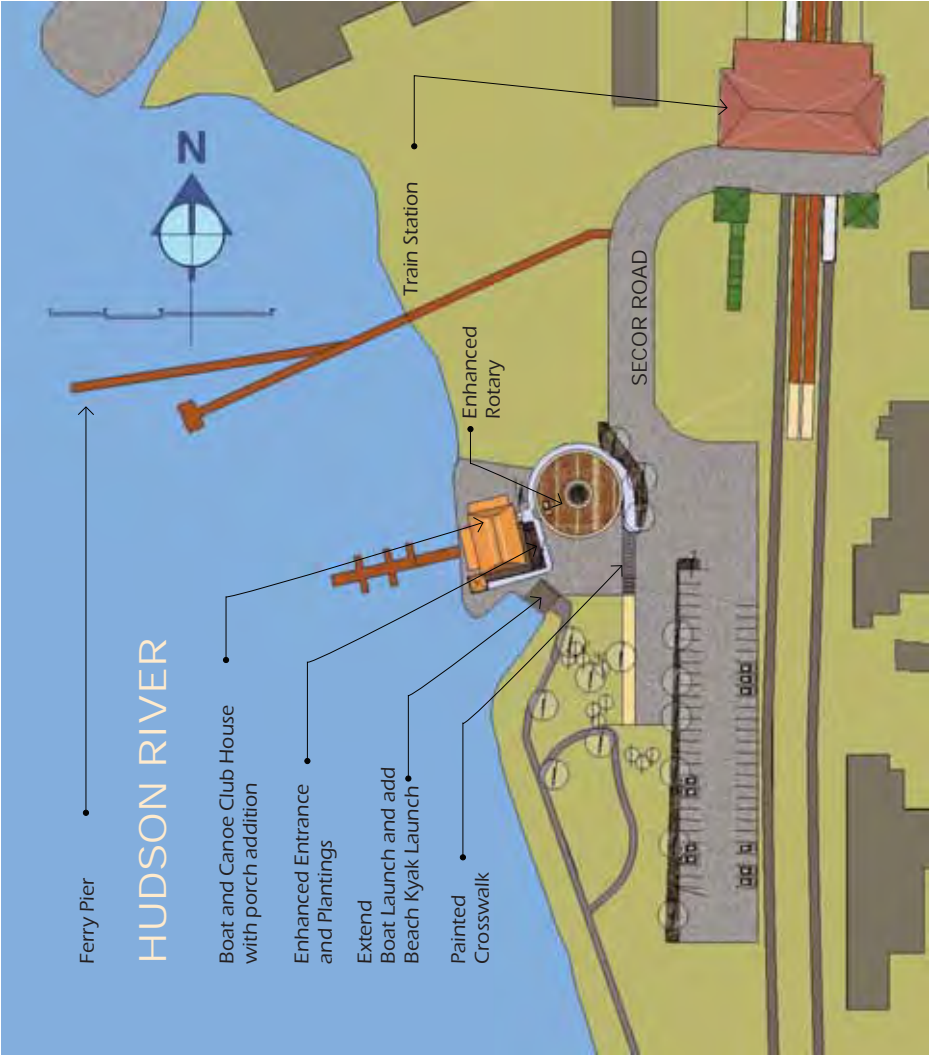 Ferry Pier
HUDSON RIVER
Boat and Canoe Club House
with porch addition
Enhanced Entrance
and Plantings
Extend
Boat Launch and add
Beach Kyak Launch
Painted
Crosswalk
Enhanced
Rotary
Train Station
SECOR ROAD
N